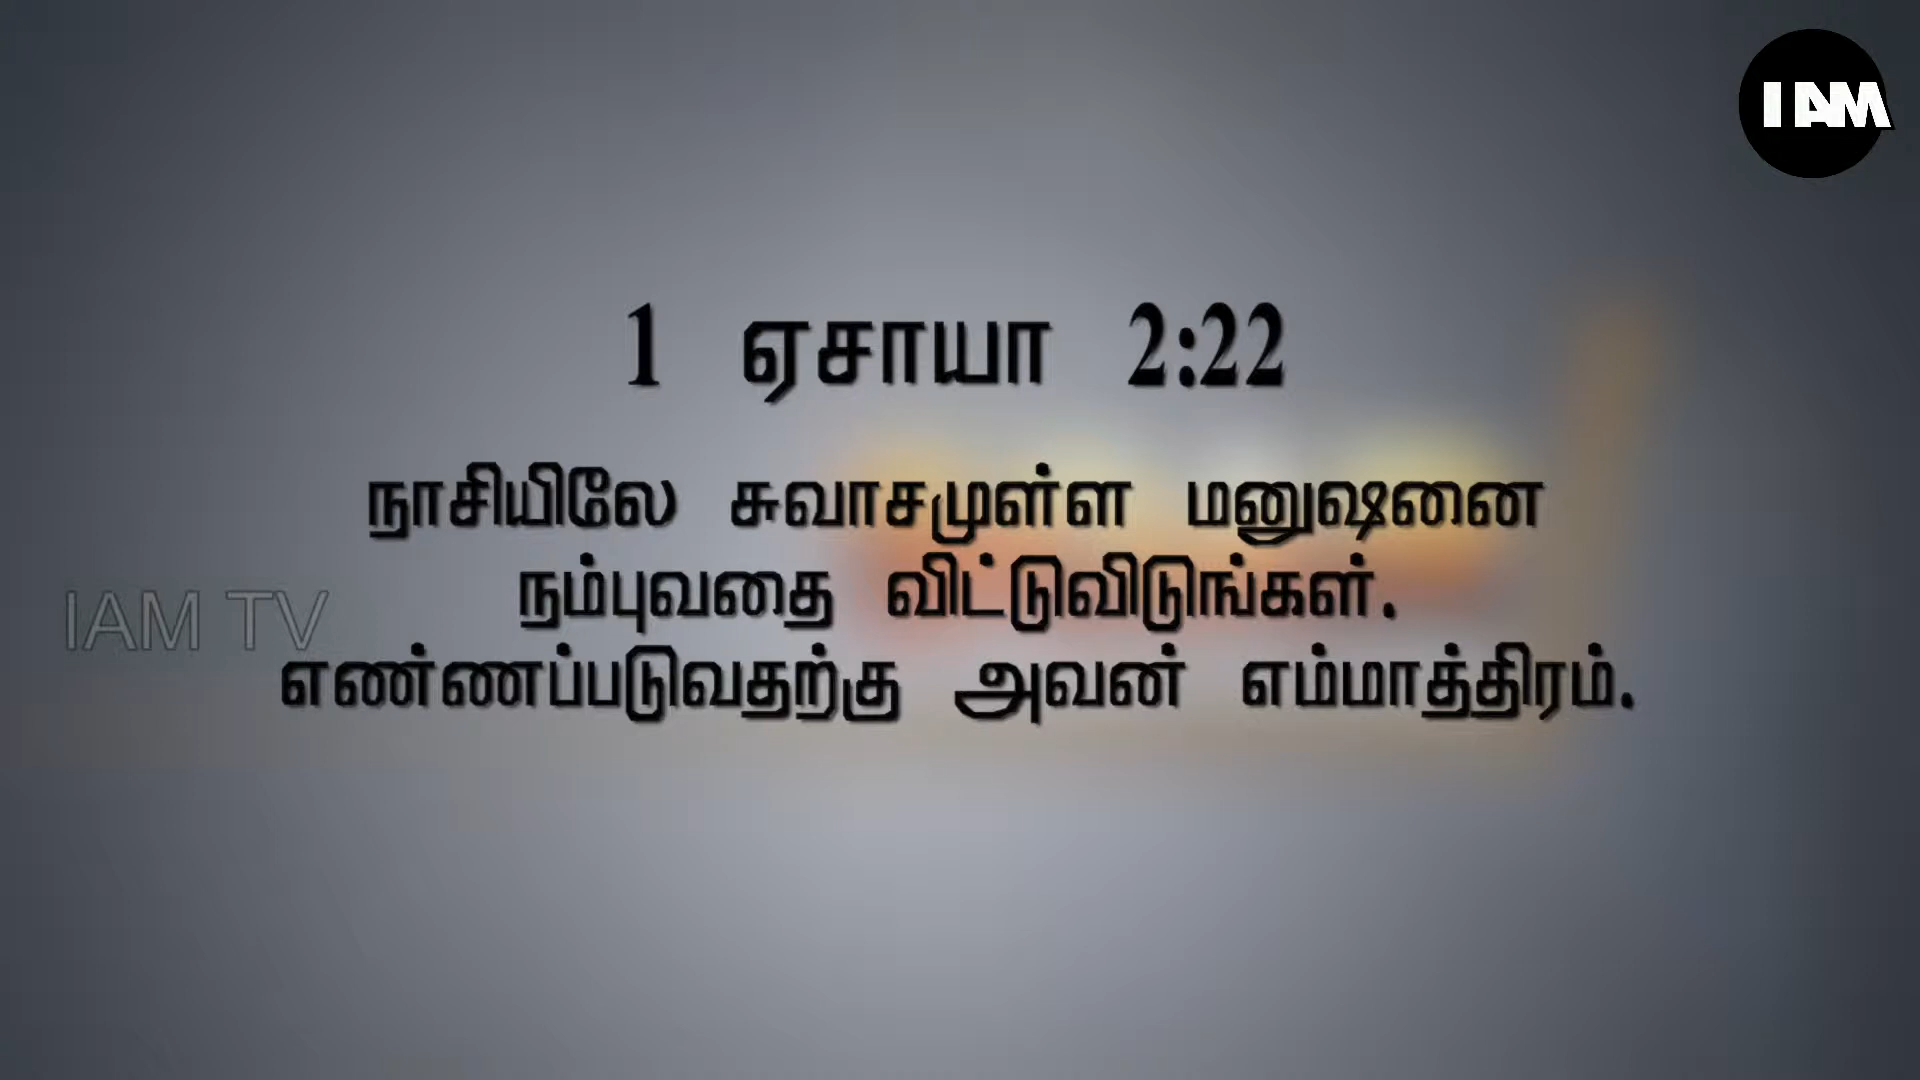 I AM
1 ஏசாயா 2:22
நாசியிலே சுவாசமுள்ள மனுஷனை
நம்புவதை விட்டுவிடுங்கள்.
IAM TV
எண்ணப்படுவதற்கு அவன் எம்மாத்திரம்.